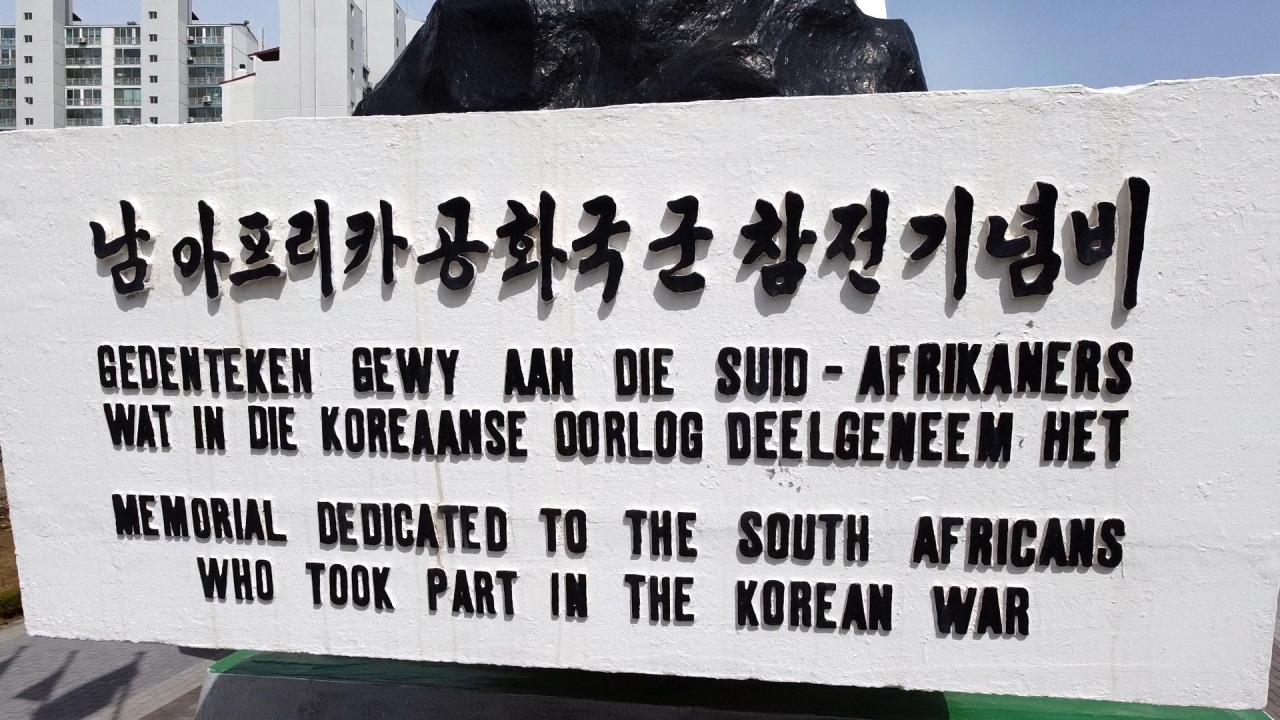 남 아프리카 공화국 군 참전 기념비
GEDENTEKEN GEWY AAN DIE SUID - AFRIKANERS
WAT IN DIE KOREAANSE OORLOG DEELGENEEM HET
MEMORIAL DEDICATED TO THE SOUTH AFRICANS
WHO TOOK PART IN THE KOREAN WAR